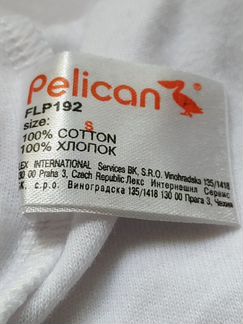 Pelican
FLP192
size:
S
100% COTTON
100% ХЛОПОК
LEX INTERNATIONAL Services BK, S.R.O. Vinohradska 135/1418
30 00 Praha 3, Czech Republic Лекс Интернешнл Сервис
K, с.р.о. Виноградска 135/1418 130 00 Прага 3, Чехия